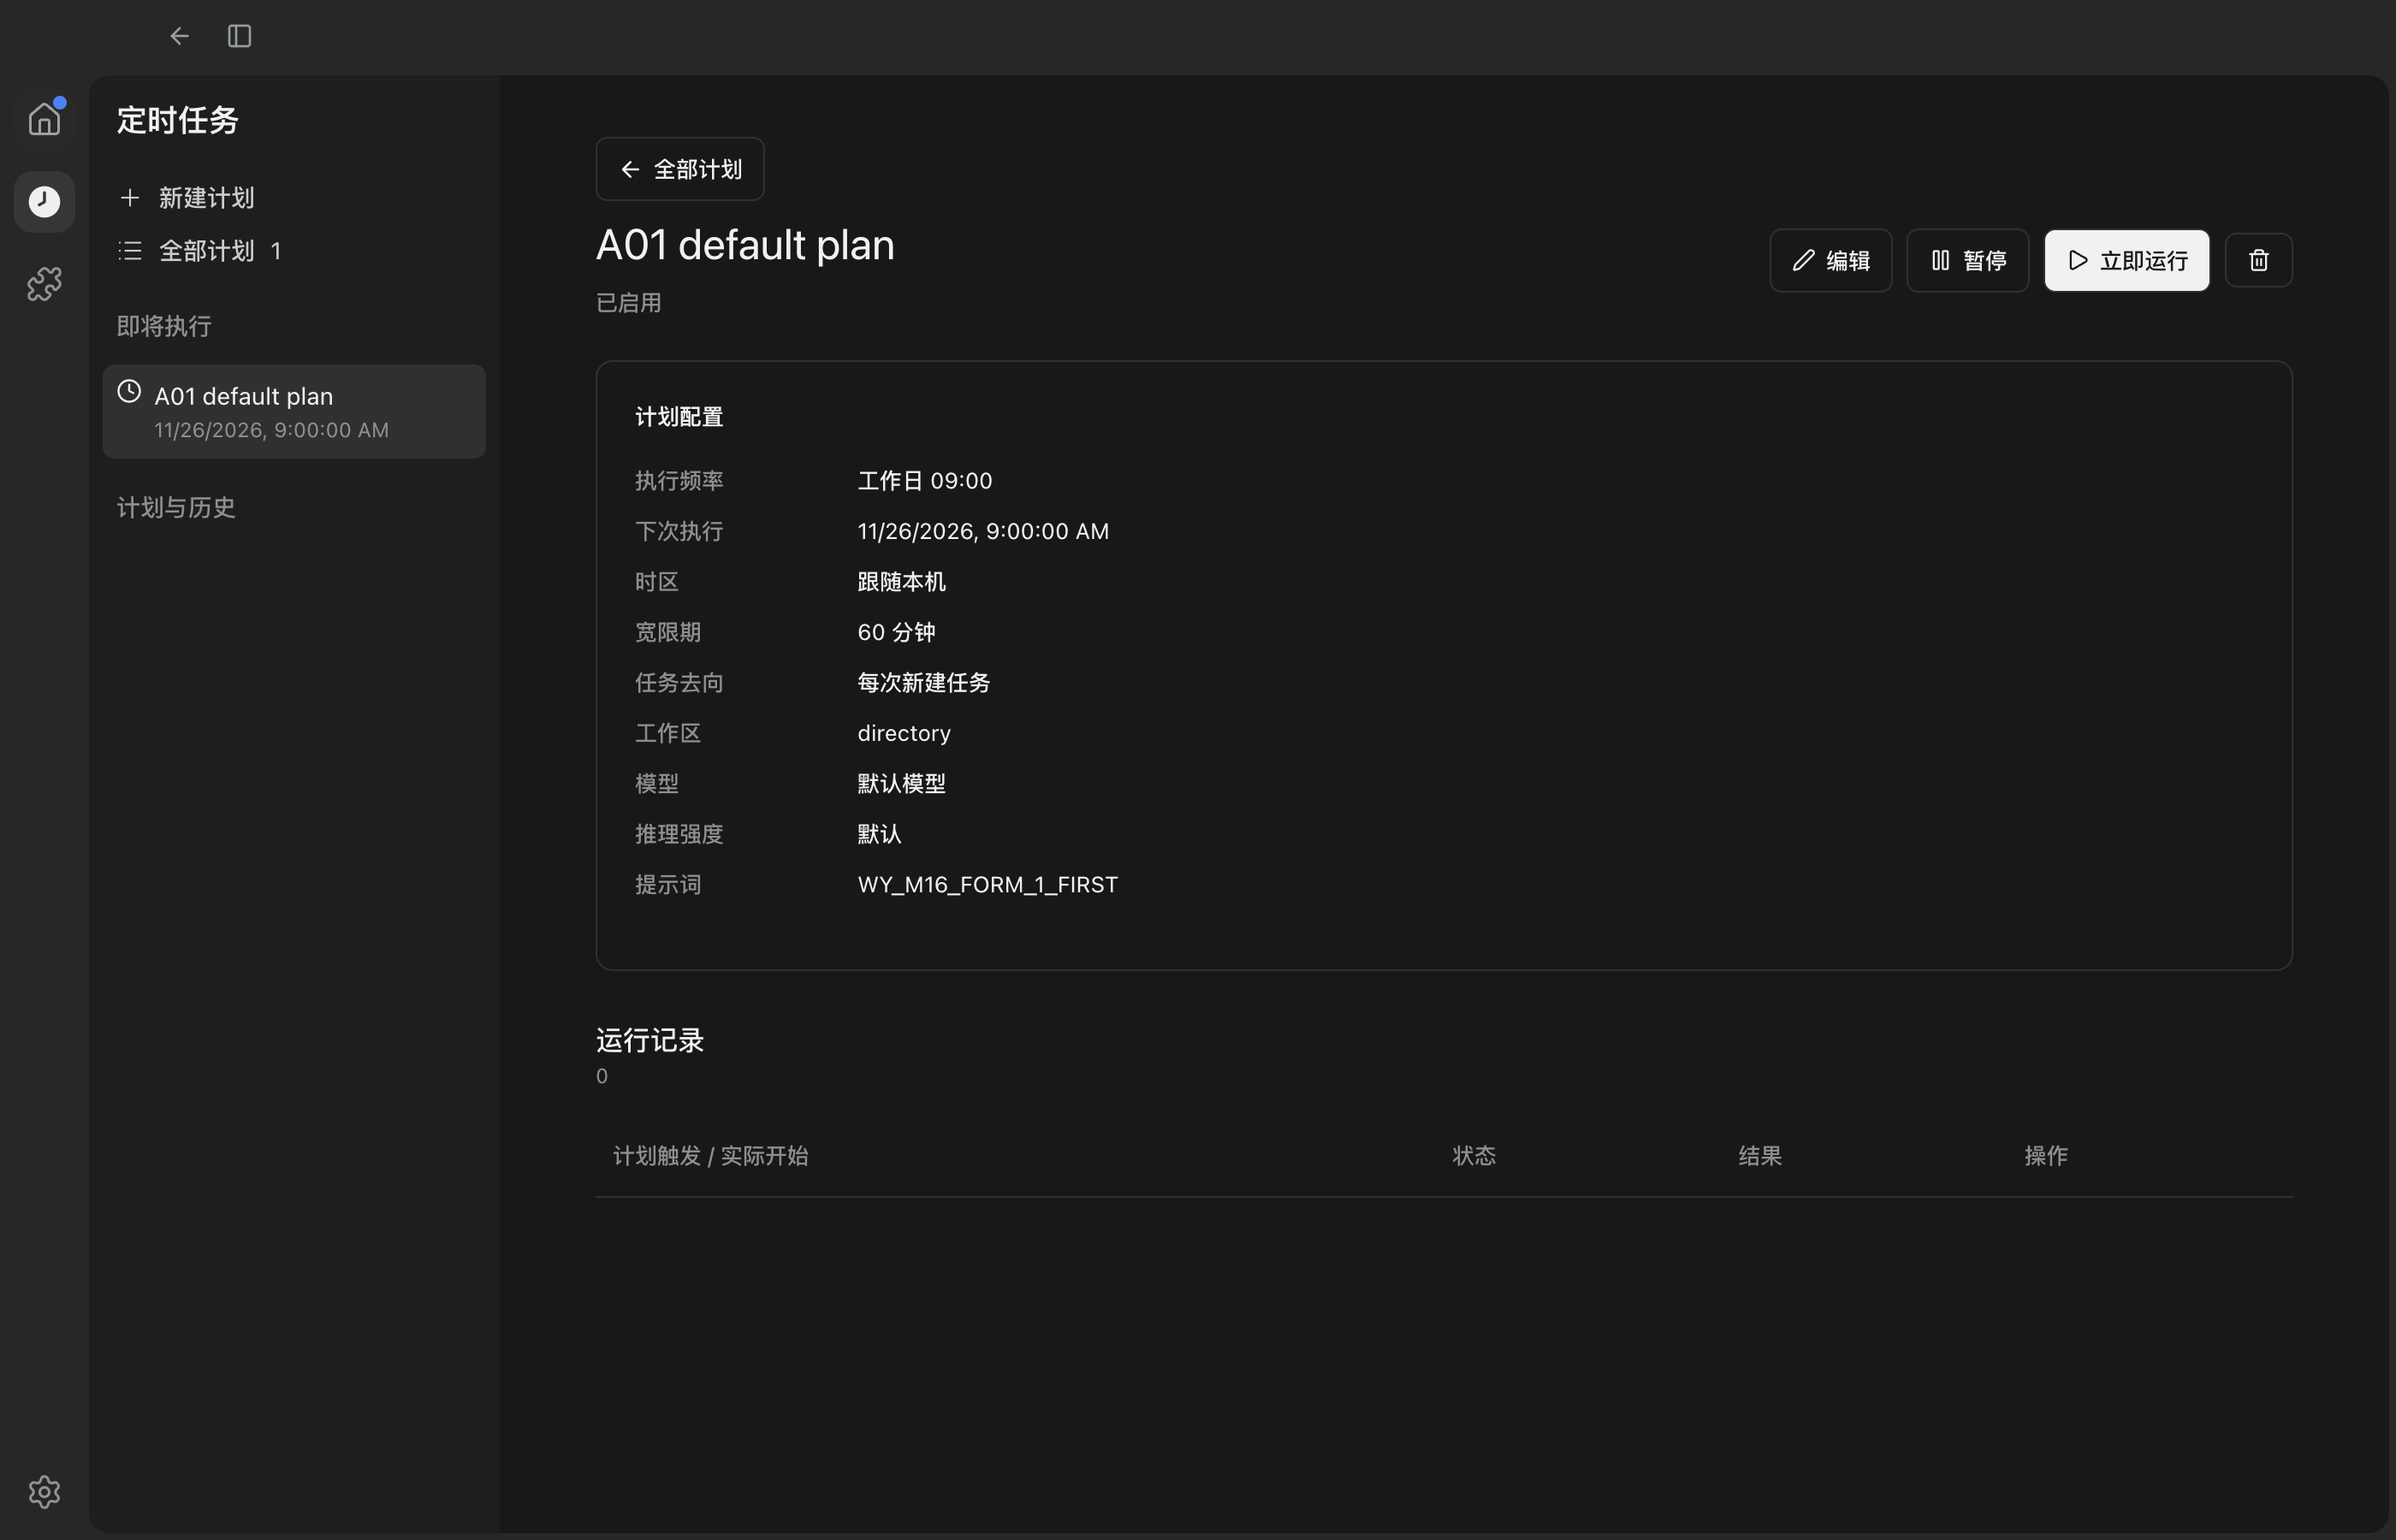 定时任务
新建计划
全部计划 1
即将执行
A01 default plan
11/26/2026, 9:00:00 AM
计划与历史
全部计划
A01 default plan
已启用
编辑
暂停
立即运行
计划配置
执行频率 工作日 09:00
下次执行 11/26/2026, 9:00:00 AM
时区 跟随本机
宽限期 60 分钟
任务去向 每次新建任务
工作区 directory
模型 默认模型
推理强度 默认
提示词 WY_M16_FORM_1_FIRST
运行记录
0
计划触发 / 实际开始 状态 结果 操作